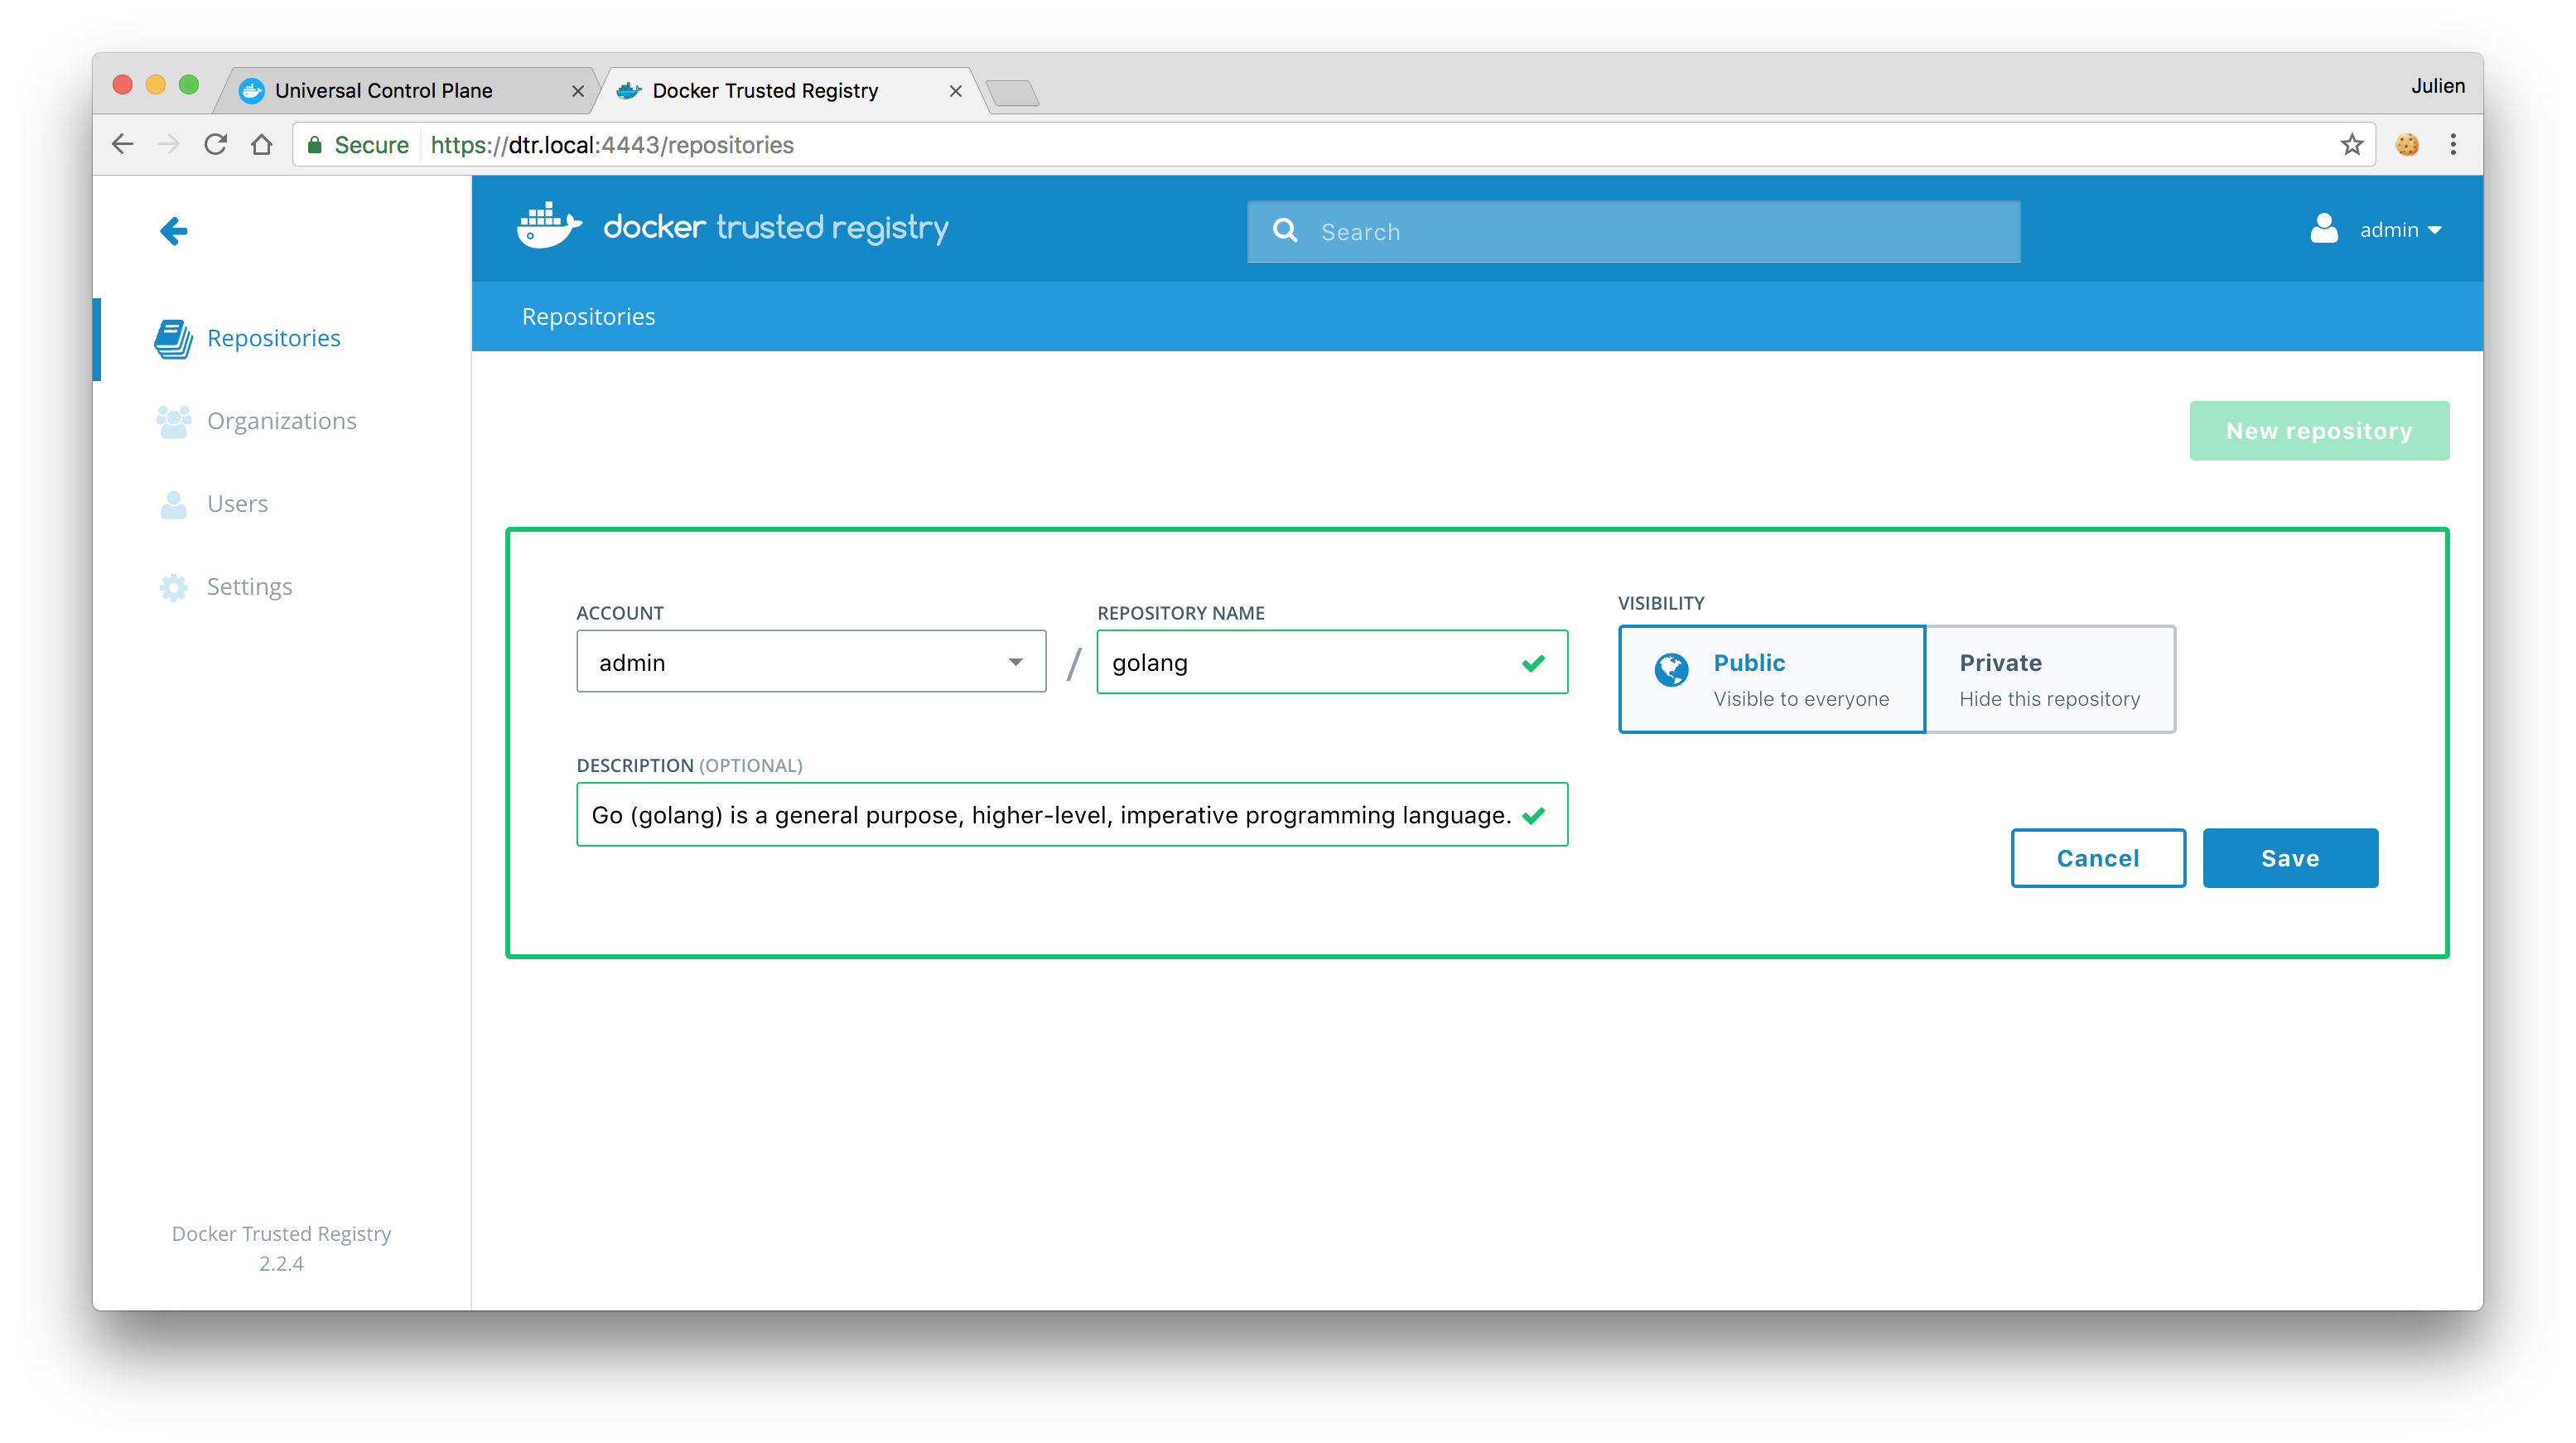 Universal Control Plane
Docker Trusted Registry
Julien
Secure https://dtr.local:4443/repositories
docker trusted registry
Search
admin
Repositories
Repositories
Organizations
Users
Settings
New repository
ACCOUNT
admin
/
REPOSITORY NAME
golang
VISIBILITY
Public
Visible to everyone
Private
Hide this repository
DESCRIPTION (OPTIONAL)
Go (golang) is a general purpose, higher-level, imperative programming language.
Cancel
Save
Docker Trusted Registry
2.2.4